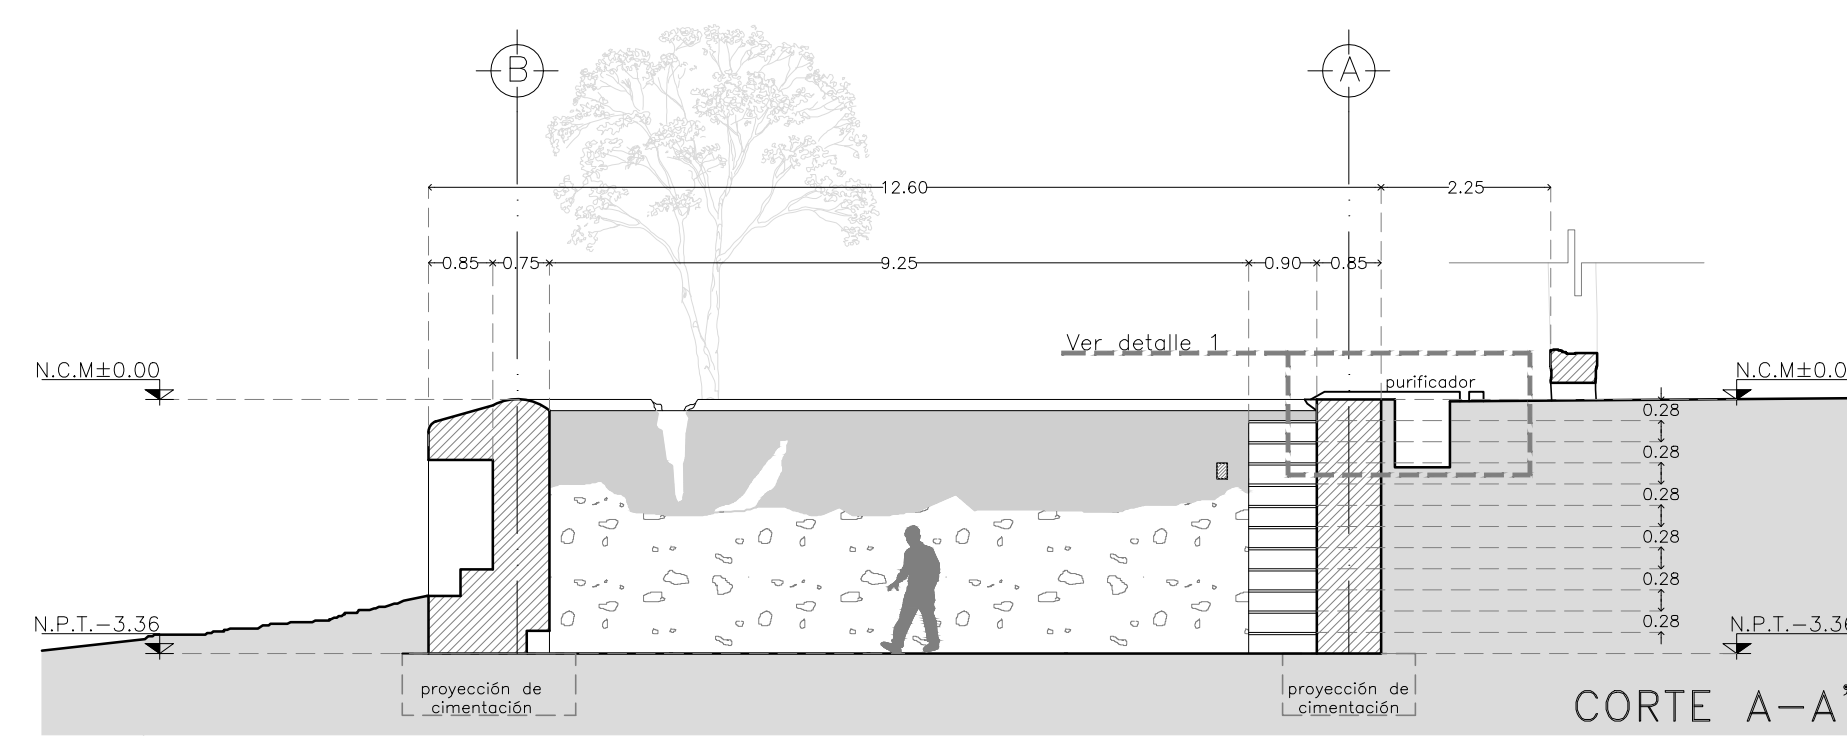 B
A
12.60
2.25
0.85
0.75
9.25
0.90
0.85
Ver detalle 1
N.C.M±0.00
purificador
N.C.M±0.0
0.28
0.28
0.28
0.28
0.28
0.28
N.P.T.-3.36
N.P.T.-3.36
proyección de
cimentación
proyección de
cimentación
CORTE A-A'